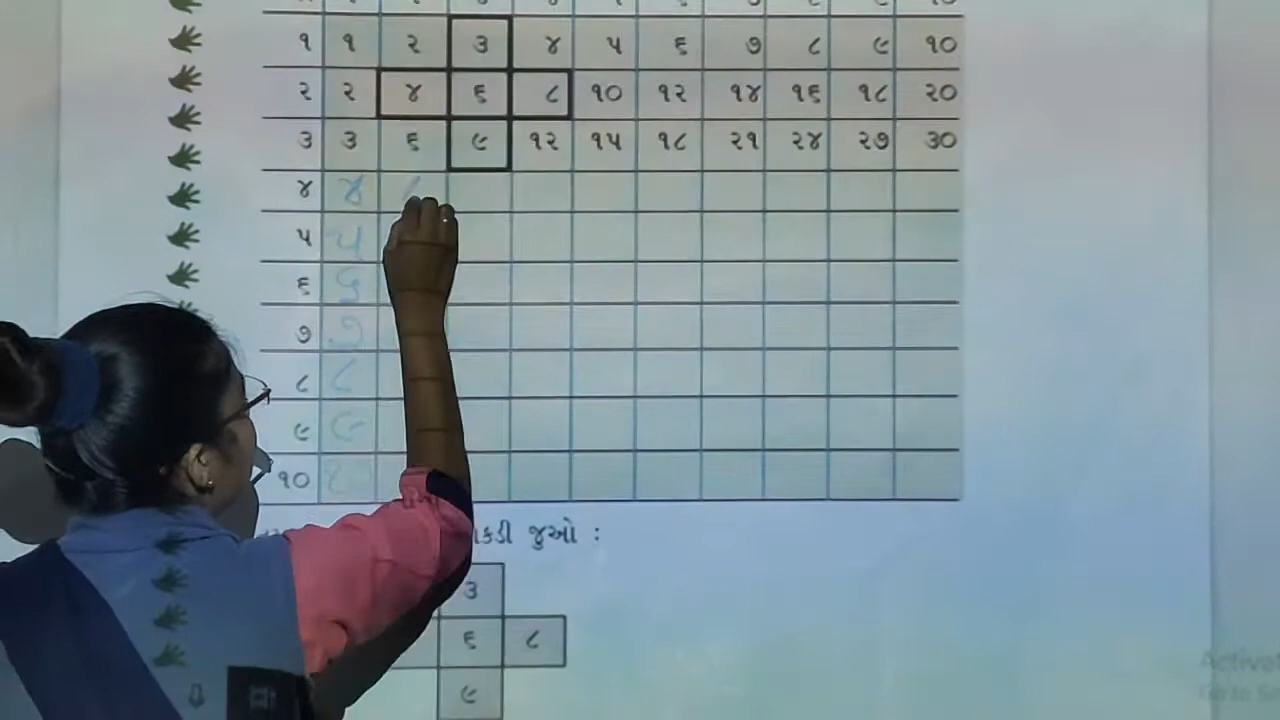 ૧ ૧ ૨ ૩ ૪ ૫ ૬ ૭ ૮ ૯ ૧૦
૨ ૨ ૪ ૬ ૮ ૧૦ ૧૨ ૧૪ ૧૬ ૧૮ ૨૦
૩ ૩ ૬ ૯ ૧૨ ૧૫ ૧૮ ૨૧ ૨૪ ૨૭ ૩૦
૪ ૪
૫ ૫
૬ ૬
૭ ૭
૮ ૮
૯ ૯
૧૦ ૧૦
જુઓ :
૩
૬ ૮
૯